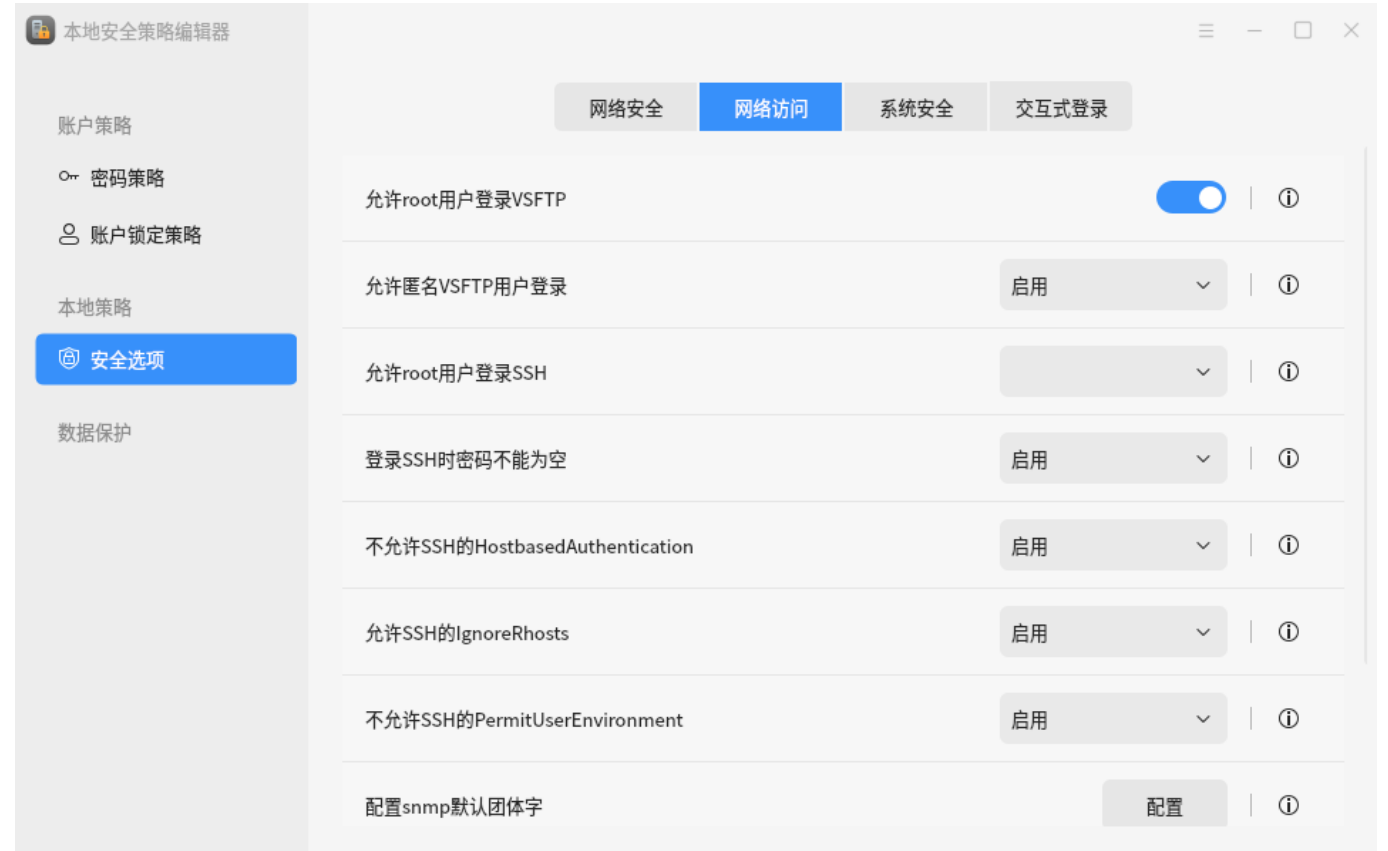 本地安全策略编辑器
账户策略
密码策略
账户锁定策略
本地策略
安全选项
数据保护
网络安全 网络访问 系统安全 交互式登录
允许root用户登录VSFTP
允许匿名VSFTP用户登录 启用
允许root用户登录SSH
登录SSH时密码不能为空 启用
不允许SSH的HostbasedAuthentication 启用
允许SSH的IgnoreRhosts 启用
不允许SSH的PermitUserEnvironment 启用
配置snmp默认团体字 配置